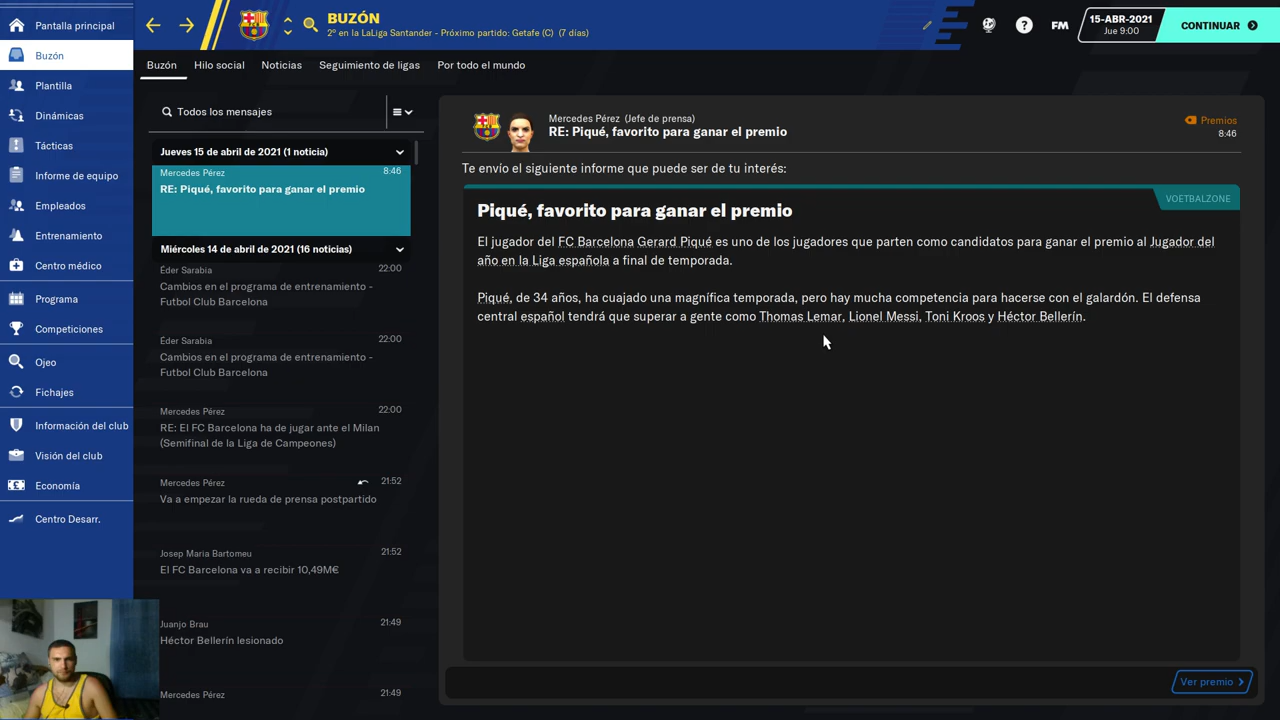 Pantalla principal
Buzón
Plantilla
Dinámicas
Tácticas
Informe de equipo
Empleados
Entrenamiento
Centro médico
Programa
Competiciones
Ojeo
Fichajes
Información del club
Visión del club
Economía
Centro Desarr.
BUZÓN
2º en la LaLiga Santander - Próximo partido: Getafe (C) (7 días)
?
FM
15-ABR-2021
Jue 9:00
CONTINUAR
Buzón Hilo social Noticias Seguimiento de ligas Por todo el mundo
Todos los mensajes
Jueves 15 de abril de 2021 (1 noticia)
Mercedes Pérez 8:46
RE: Piqué, favorito para ganar el premio
Miércoles 14 de abril de 2021 (16 noticias)
Éder Sarabia 22:00
Cambios en el programa de entrenamiento -
Futbol Club Barcelona
Éder Sarabia 22:00
Cambios en el programa de entrenamiento -
Futbol Club Barcelona
Mercedes Pérez 22:00
RE: El FC Barcelona ha de jugar ante el Milan
(Semifinal de la Liga de Campeones)
Mercedes Pérez 21:52
Va a empezar la rueda de prensa postpartido
Josep Maria Bartomeu 21:52
El FC Barcelona va a recibir 10,49M€
Juanjo Brau 21:49
Héctor Bellerín lesionado
Mercedes Pérez 21:49
Mercedes Pérez (Jefe de prensa)
RE: Piqué, favorito para ganar el premio
Premios
8:46
Te envío el siguiente informe que puede ser de tu interés:
VOETBALZONE
Piqué, favorito para ganar el premio
El jugador del FC Barcelona Gerard Piqué es uno de los jugadores que parten como candidatos para ganar el premio al Jugador del
año en la Liga española a final de temporada.
Piqué, de 34 años, ha cuajado una magnífica temporada, pero hay mucha competencia para hacerse con el galardón. El defensa
central español tendrá que superar a gente como Thomas Lemar, Lionel Messi, Toni Kroos y Héctor Bellerín.
Ver premio